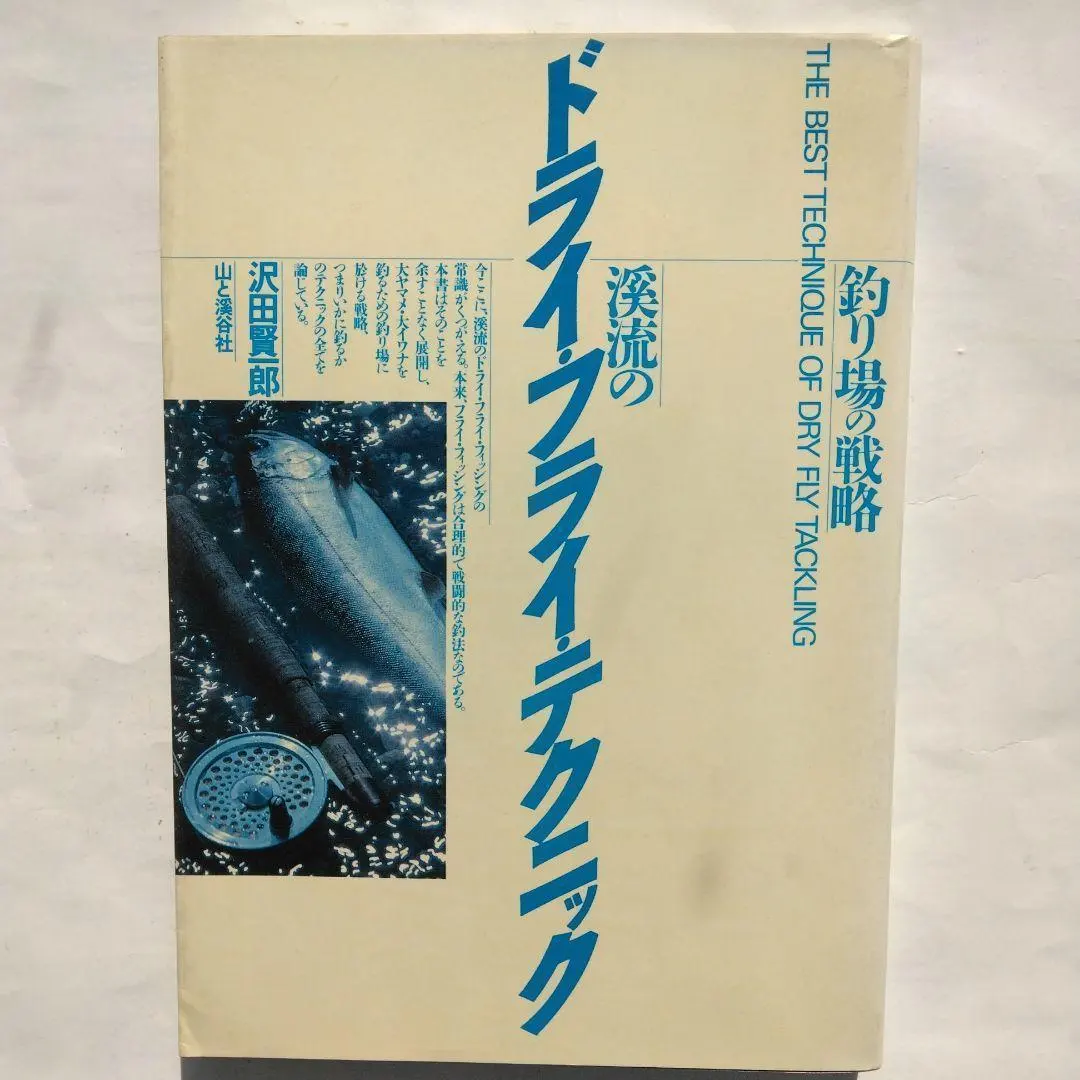 釣り場の戦略
THE BEST TECHNIQUE OF DRY FLY TACKLING
渓流の
ドライ・フライ・テクニック
今ここに、渓流のドライ・フライ・フィッシングの
常識がくつがえる。本来、フライ・フィッシングは合理的で戦闘的な釣法なのである。
本書はそのことを
余すことなく展開し、
大ヤマメ・大イワナを
釣るための釣り場に
於ける戦略、
つまりいかに釣るか
のテクニックの全てを
論じている。
沢田賢一郎
山と溪谷社